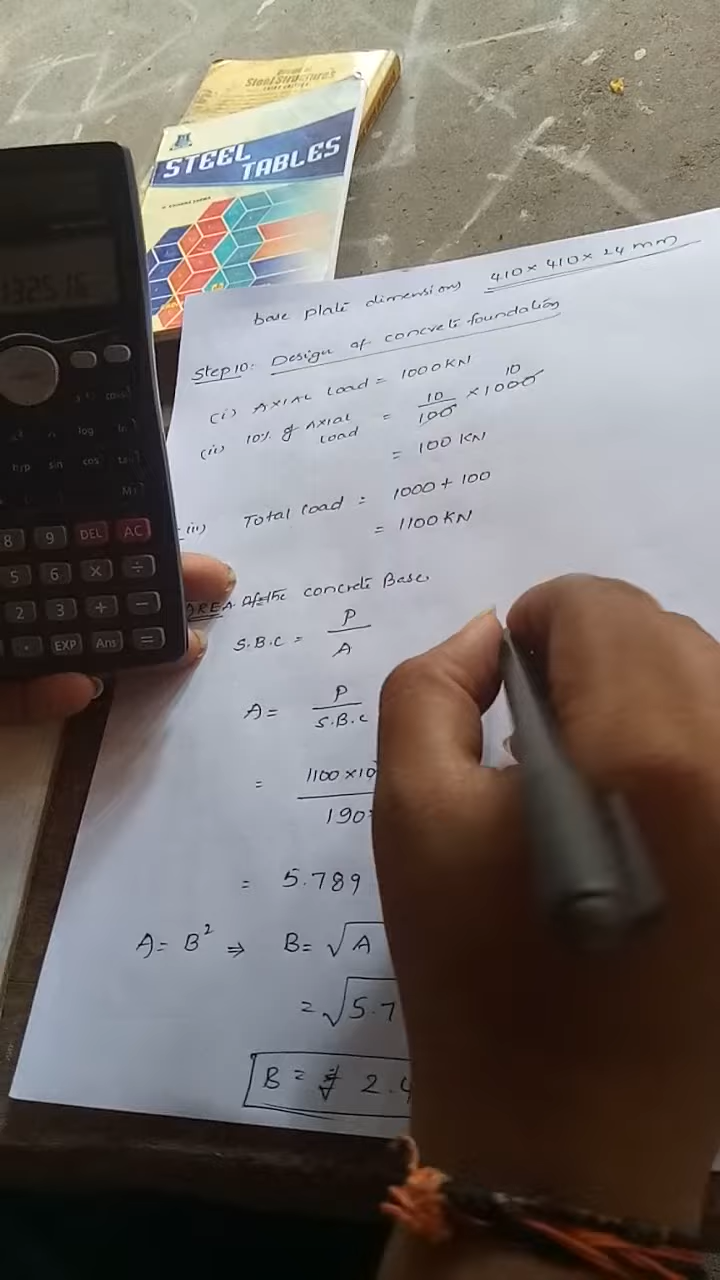 Steel Structures
STEEL
TABLES
132516
base plate dimensions 410 × 410 × 24 mm
Step 10: Design of concrete foundation
(i) AXIAL Load = 1000 KN
(ii) 10% of Axial Load = 10/100 × 1000 10
= 100 KN
iii) Total Load = 1000 + 100
= 1100 KN
AREA of the concrete Base.
S.B.C = P/A
A = P/S.B.C
= 1100 × 10 / 190
= 5.789
A = B² ⇒ B = √A
= √5.7
B = 2.4
log
hyp sin cos
8 9 DEL AC
5 6 × ÷
2 3 + −
. EXP Ans =